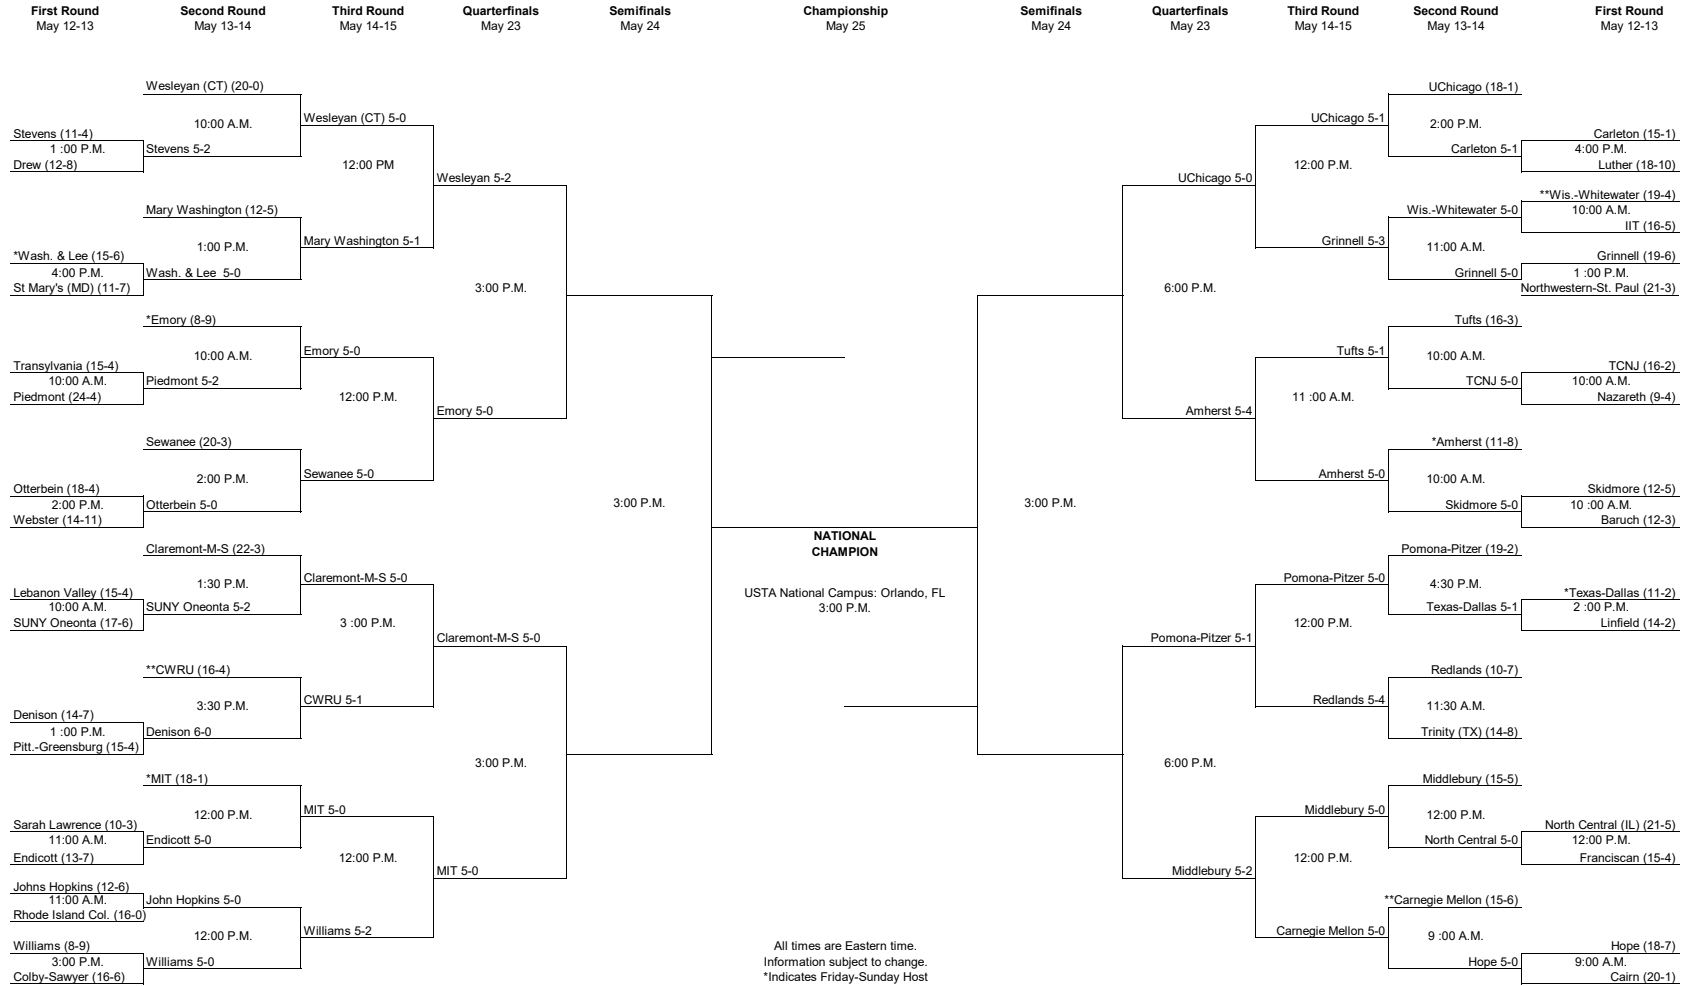 First Round Second Round Third Round Quarterfinals Semifinals Championship Semifinals Quarterfinals Third Round Second Round First Round
May 12-13 May 13-14 May 14-15 May 23 May 24 May 25 May 24 May 23 May 14-15 May 13-14 May 12-13
Wesleyan (CT) (20-0)
10:00 A.M.
Stevens (11-4)
1 :00 P.M.
Drew (12-8)
Stevens 5-2
Wesleyan (CT) 5-0
12:00 PM
Wesleyan 5-2
Mary Washington (12-5)
1:00 P.M.
Mary Washington 5-1
*Wash. & Lee (15-6)
4:00 P.M.
St Mary's (MD) (11-7)
Wash. & Lee 5-0
3:00 P.M.
*Emory (8-9)
10:00 A.M.
Emory 5-0
Transylvania (15-4)
10:00 A.M.
Piedmont (24-4)
Piedmont 5-2
12:00 P.M.
Emory 5-0
Sewanee (20-3)
2:00 P.M.
Sewanee 5-0
Otterbein (18-4)
2:00 P.M.
Webster (14-11)
Otterbein 5-0
3:00 P.M.
Claremont-M-S (22-3)
1:30 P.M.
Claremont-M-S 5-0
Lebanon Valley (15-4)
10:00 A.M.
SUNY Oneonta (17-6)
SUNY Oneonta 5-2
3 :00 P.M.
Claremont-M-S 5-0
**CWRU (16-4)
3:30 P.M.
CWRU 5-1
Denison (14-7)
1 :00 P.M.
Pitt.-Greensburg (15-4)
Denison 6-0
3:00 P.M.
*MIT (18-1)
12:00 P.M.
MIT 5-0
Sarah Lawrence (10-3)
11:00 A.M.
Endicott (13-7)
Endicott 5-0
12:00 P.M.
MIT 5-0
Johns Hopkins (12-6)
11:00 A.M.
Rhode Island Col. (16-0)
John Hopkins 5-0
12:00 P.M.
Williams 5-2
Williams (8-9)
3:00 P.M.
Colby-Sawyer (16-6)
Williams 5-0
NATIONAL
CHAMPION
USTA National Campus: Orlando, FL
3:00 P.M.
All times are Eastern time.
Information subject to change.
*Indicates Friday-Sunday Host
UChicago (18-1)
UChicago 5-1
2:00 P.M.
Carleton (15-1)
Carleton 5-1
4:00 P.M.
Luther (18-10)
12:00 P.M.
UChicago 5-0
**Wis.-Whitewater (19-4)
Wis.-Whitewater 5-0
10:00 A.M.
IIT (16-5)
Grinnell 5-3
11:00 A.M.
Grinnell (19-6)
Grinnell 5-0
1 :00 P.M.
Northwestern-St. Paul (21-3)
6:00 P.M.
Tufts (16-3)
Tufts 5-1
10:00 A.M.
TCNJ (16-2)
TCNJ 5-0
10:00 A.M.
Nazareth (9-4)
11 :00 A.M.
Amherst 5-4
*Amherst (11-8)
Amherst 5-0
10:00 A.M.
Skidmore (12-5)
Skidmore 5-0
10 :00 A.M.
Baruch (12-3)
3:00 P.M.
Pomona-Pitzer (19-2)
Pomona-Pitzer 5-0
4:30 P.M.
*Texas-Dallas (11-2)
Texas-Dallas 5-1
2 :00 P.M.
Linfield (14-2)
12:00 P.M.
Pomona-Pitzer 5-1
Redlands (10-7)
Redlands 5-4
11:30 A.M.
Trinity (TX) (14-8)
6:00 P.M.
Middlebury (15-5)
Middlebury 5-0
12:00 P.M.
North Central (IL) (21-5)
North Central 5-0
12:00 P.M.
Franciscan (15-4)
12:00 P.M.
Middlebury 5-2
**Carnegie Mellon (15-6)
Carnegie Mellon 5-0
9 :00 A.M.
Hope (18-7)
Hope 5-0
9:00 A.M.
Cairn (20-1)